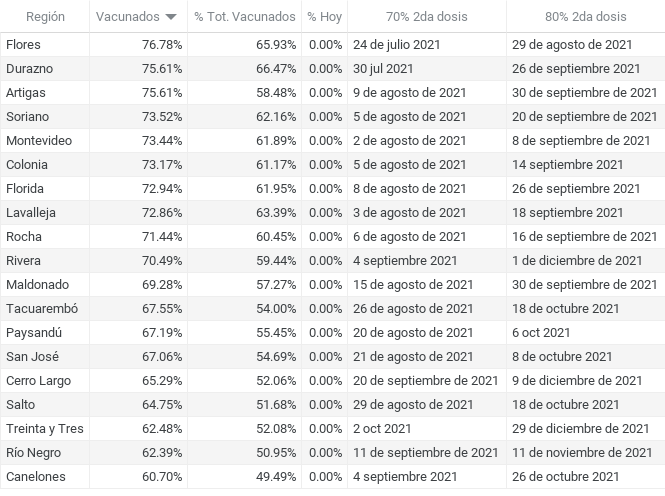 Región Vacunados % Tot. Vacunados % Hoy 70% 2da dosis 80% 2da dosis
Flores 76.78% 65.93% 0.00% 24 de julio 2021 29 de agosto de 2021
Durazno 75.61% 66.47% 0.00% 30 jul 2021 26 de septiembre de 2021
Artigas 75.61% 58.48% 0.00% 9 de agosto de 2021 30 de septiembre de 2021
Soriano 73.52% 62.16% 0.00% 5 de agosto de 2021 20 de septiembre de 2021
Montevideo 73.44% 61.89% 0.00% 2 de agosto de 2021 8 de septiembre de 2021
Colonia 73.17% 61.17% 0.00% 5 de agosto de 2021 14 septiembre 2021
Florida 72.94% 61.95% 0.00% 8 de agosto de 2021 26 de septiembre de 2021
Lavalleja 72.86% 63.39% 0.00% 3 de agosto de 2021 18 septiembre 2021
Rocha 71.44% 60.45% 0.00% 6 de agosto de 2021 16 de septiembre de 2021
Rivera 70.49% 59.44% 0.00% 4 septiembre 2021 1 de diciembre de 2021
Maldonado 69.28% 57.27% 0.00% 15 de agosto de 2021 30 de septiembre de 2021
Tacuarembó 67.55% 54.00% 0.00% 26 de agosto de 2021 18 de octubre de 2021
Paysandú 67.19% 55.45% 0.00% 20 de agosto de 2021 6 oct 2021
San José 67.06% 54.69% 0.00% 21 de agosto de 2021 8 de octubre de 2021
Cerro Largo 65.29% 52.06% 0.00% 20 de septiembre de 2021 9 de diciembre de 2021
Salto 64.75% 51.68% 0.00% 29 de agosto de 2021 18 de octubre de 2021
Treinta y Tres 62.48% 52.08% 0.00% 2 oct 2021 29 de diciembre de 2021
Río Negro 62.39% 50.95% 0.00% 11 de septiembre de 2021 11 de noviembre de 2021
Canelones 60.70% 49.49% 0.00% 4 septiembre 2021 26 de octubre de 2021